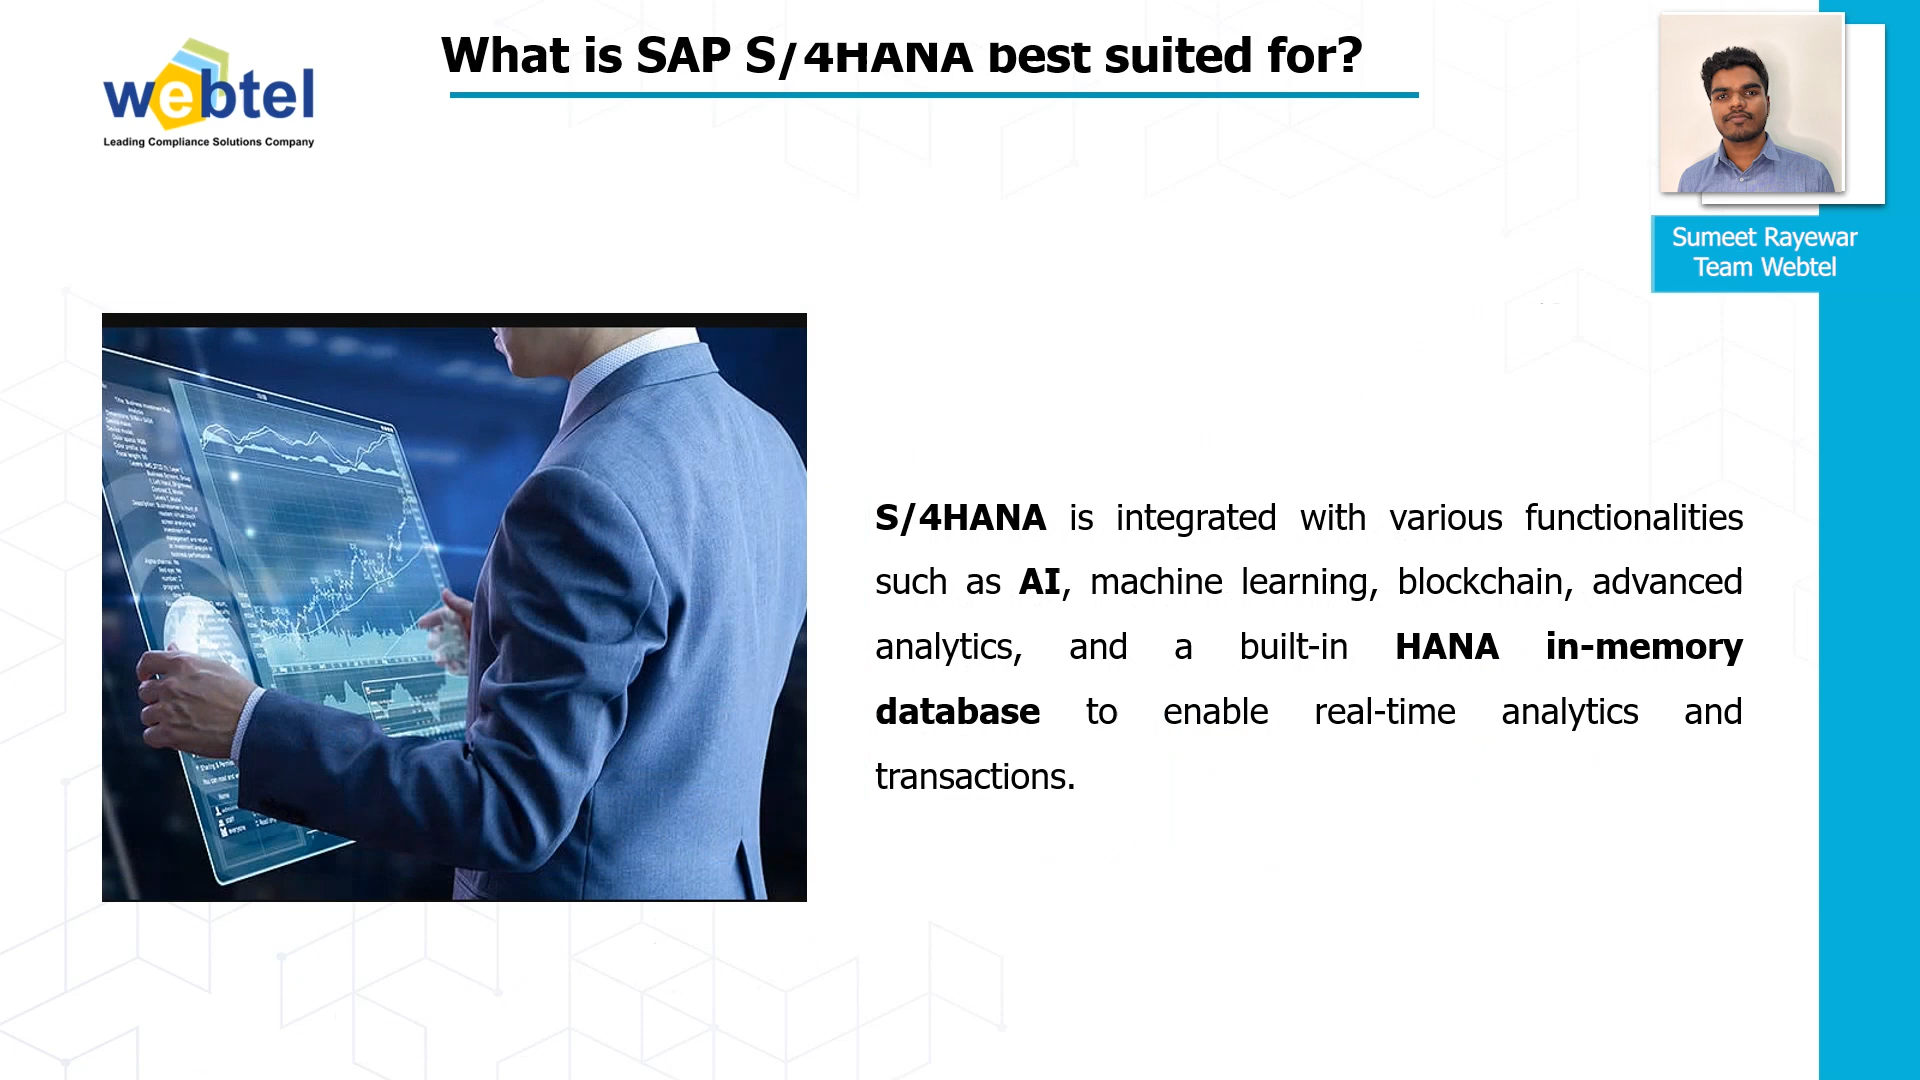 What is SAP S/4HANA best suited for?
webtel
Leading Compliance Solutions Company
Sumeet Rayewar
Team Webtel
S/4HANA is integrated with various functionalities
such as AI, machine learning, blockchain, advanced
analytics, and a built-in HANA in-memory
database to enable real-time analytics and
transactions.